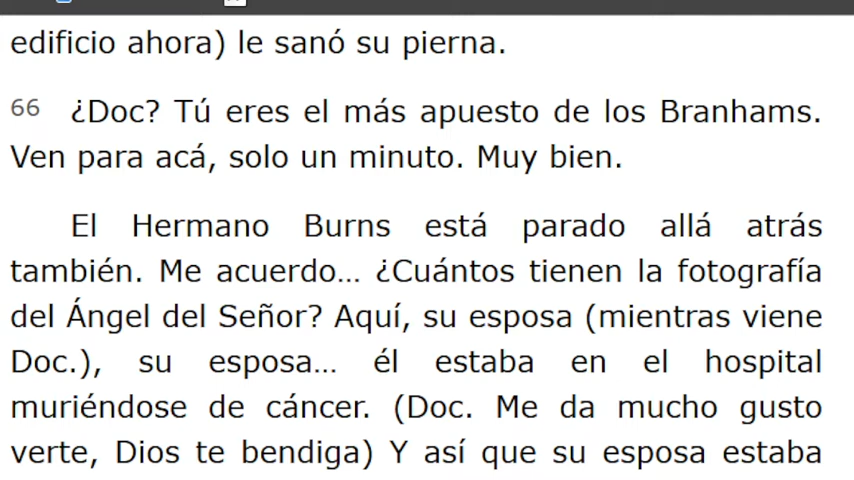 edificio ahora) le sanó su pierna.
66 ¿Doc? Tú eres el más apuesto de los Branhams.
Ven para acá, solo un minuto. Muy bien.
El Hermano Burns está parado allá atrás
también. Me acuerdo… ¿Cuántos tienen la fotografía
del Ángel del Señor? Aquí, su esposa (mientras viene
Doc.), su esposa… él estaba en el hospital
muriéndose de cáncer. (Doc. Me da mucho gusto
verte, Dios te bendiga) Y así que su esposa estaba